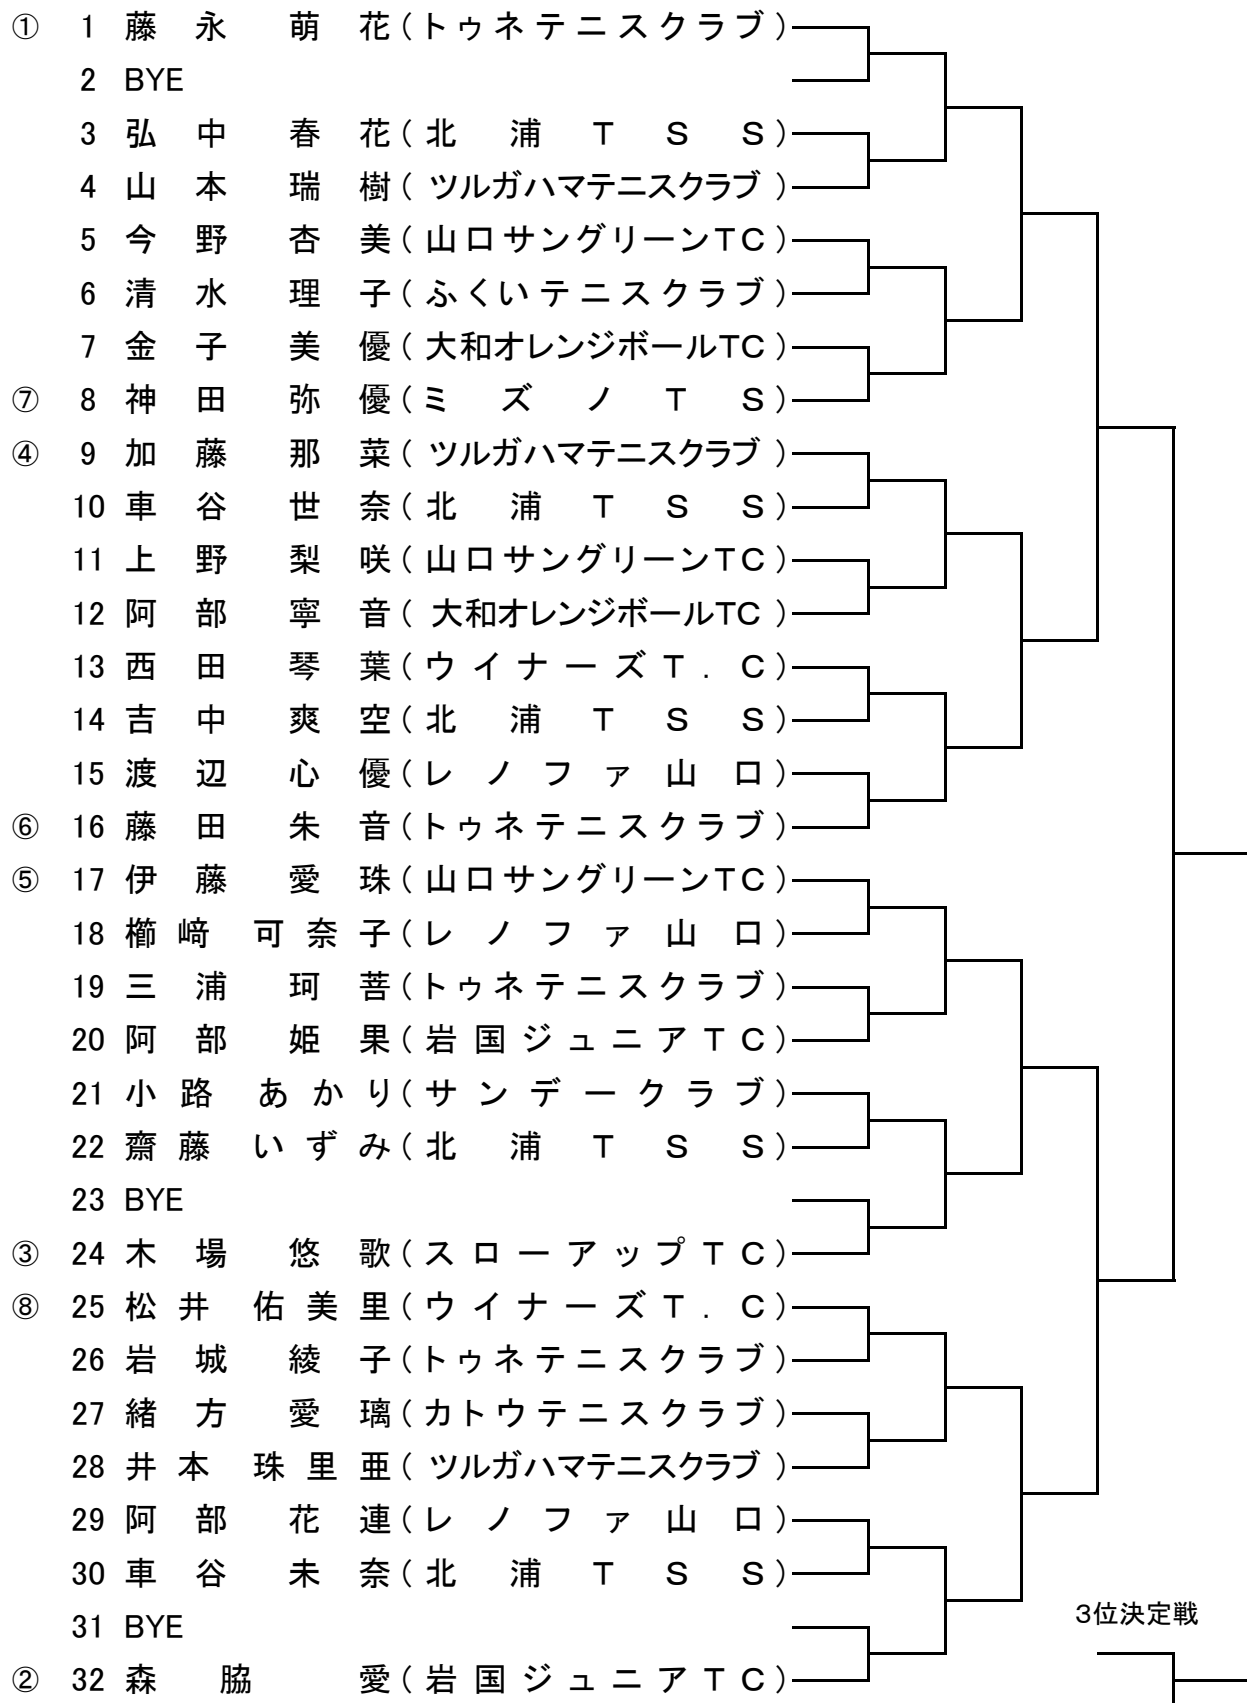 ① 1 藤永 萌花(トゥネテニスクラブ)
2 BYE
3 弘中 春花(北浦TSS)
4 山本 瑞樹(ツルガハマテニスクラブ)
5 今野 杏美(山口サングリーンTC)
6 清水 理子(ふくいテニスクラブ)
7 金子 美優(大和オレンジボールTC)
⑦ 8 神田 弥優(ミズノTS)
④ 9 加藤 那菜(ツルガハマテニスクラブ)
10 車谷 世奈(北浦TSS)
11 上野 梨咲(山口サングリーンTC)
12 阿部 寧音(大和オレンジボールTC)
13 西田 琴葉(ウイナーズT.C)
14 吉中 爽空(北浦TSS)
15 渡辺 心優(レノファ山口)
⑥ 16 藤田 朱音(トゥネテニスクラブ)
⑤ 17 伊藤 愛珠(山口サングリーンTC)
18 櫛﨑 可奈子(レノファ山口)
19 三浦 珂菩(トゥネテニスクラブ)
20 阿部 姫果(岩国ジュニアTC)
21 小路 あかり(サンデークラブ)
22 齋藤 いずみ(北浦TSS)
23 BYE
③ 24 木場 悠歌(スローアップTC)
⑧ 25 松井 佑美里(ウイナーズT.C)
26 岩城 綾子(トゥネテニスクラブ)
27 緒方 愛璃(カトウテニスクラブ)
28 井本 珠里亜(ツルガハマテニスクラブ)
29 阿部 花連(レノファ山口)
30 車谷 未奈(北浦TSS)
31 BYE
3位決定戦
② 32 森脇 愛(岩国ジュニアTC)